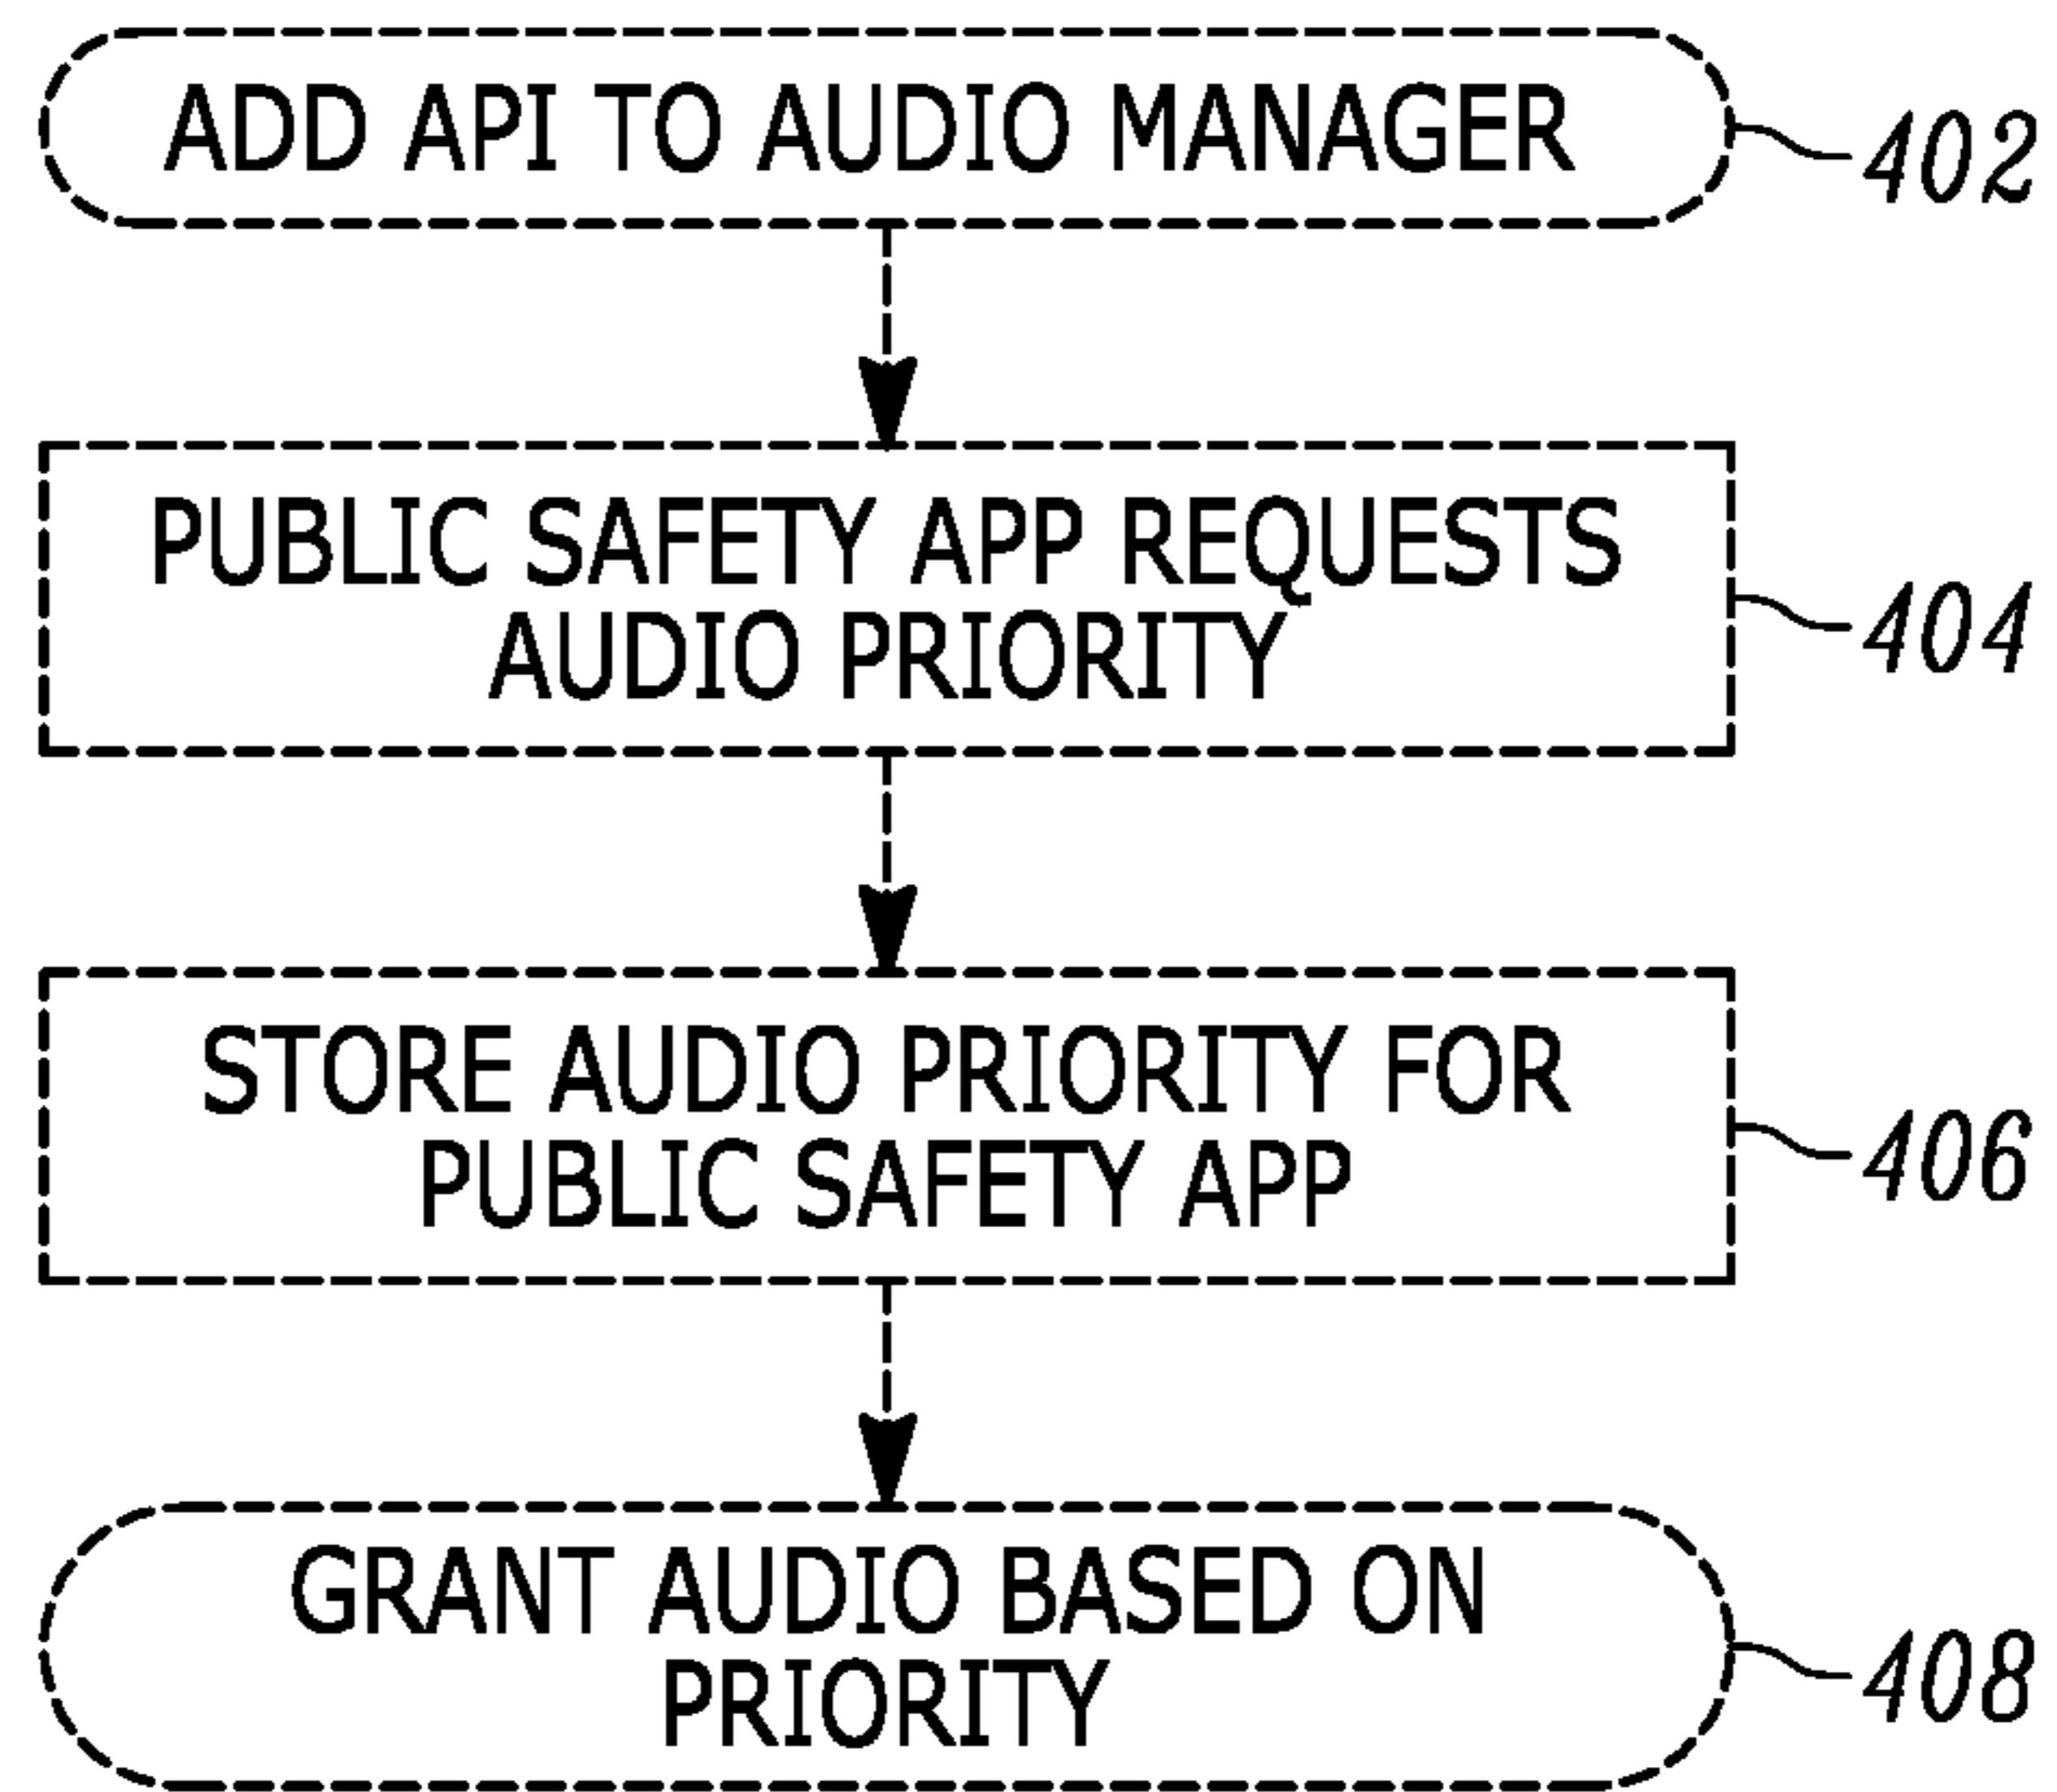 ADD API TO AUDIO MANAGER
402
PUBLIC SAFETY APP REQUESTS
AUDIO PRIORITY
404
STORE AUDIO PRIORITY FOR
PUBLIC SAFETY APP
406
GRANT AUDIO BASED ON
PRIORITY
408